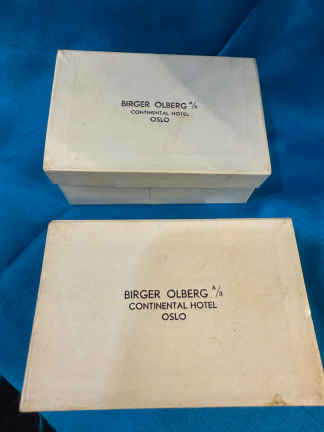 BIRGER OLBERG A/S
CONTINENTAL HOTEL
OSLO
BIRGER OLBERG A/S
CONTINENTAL HOTEL
OSLO